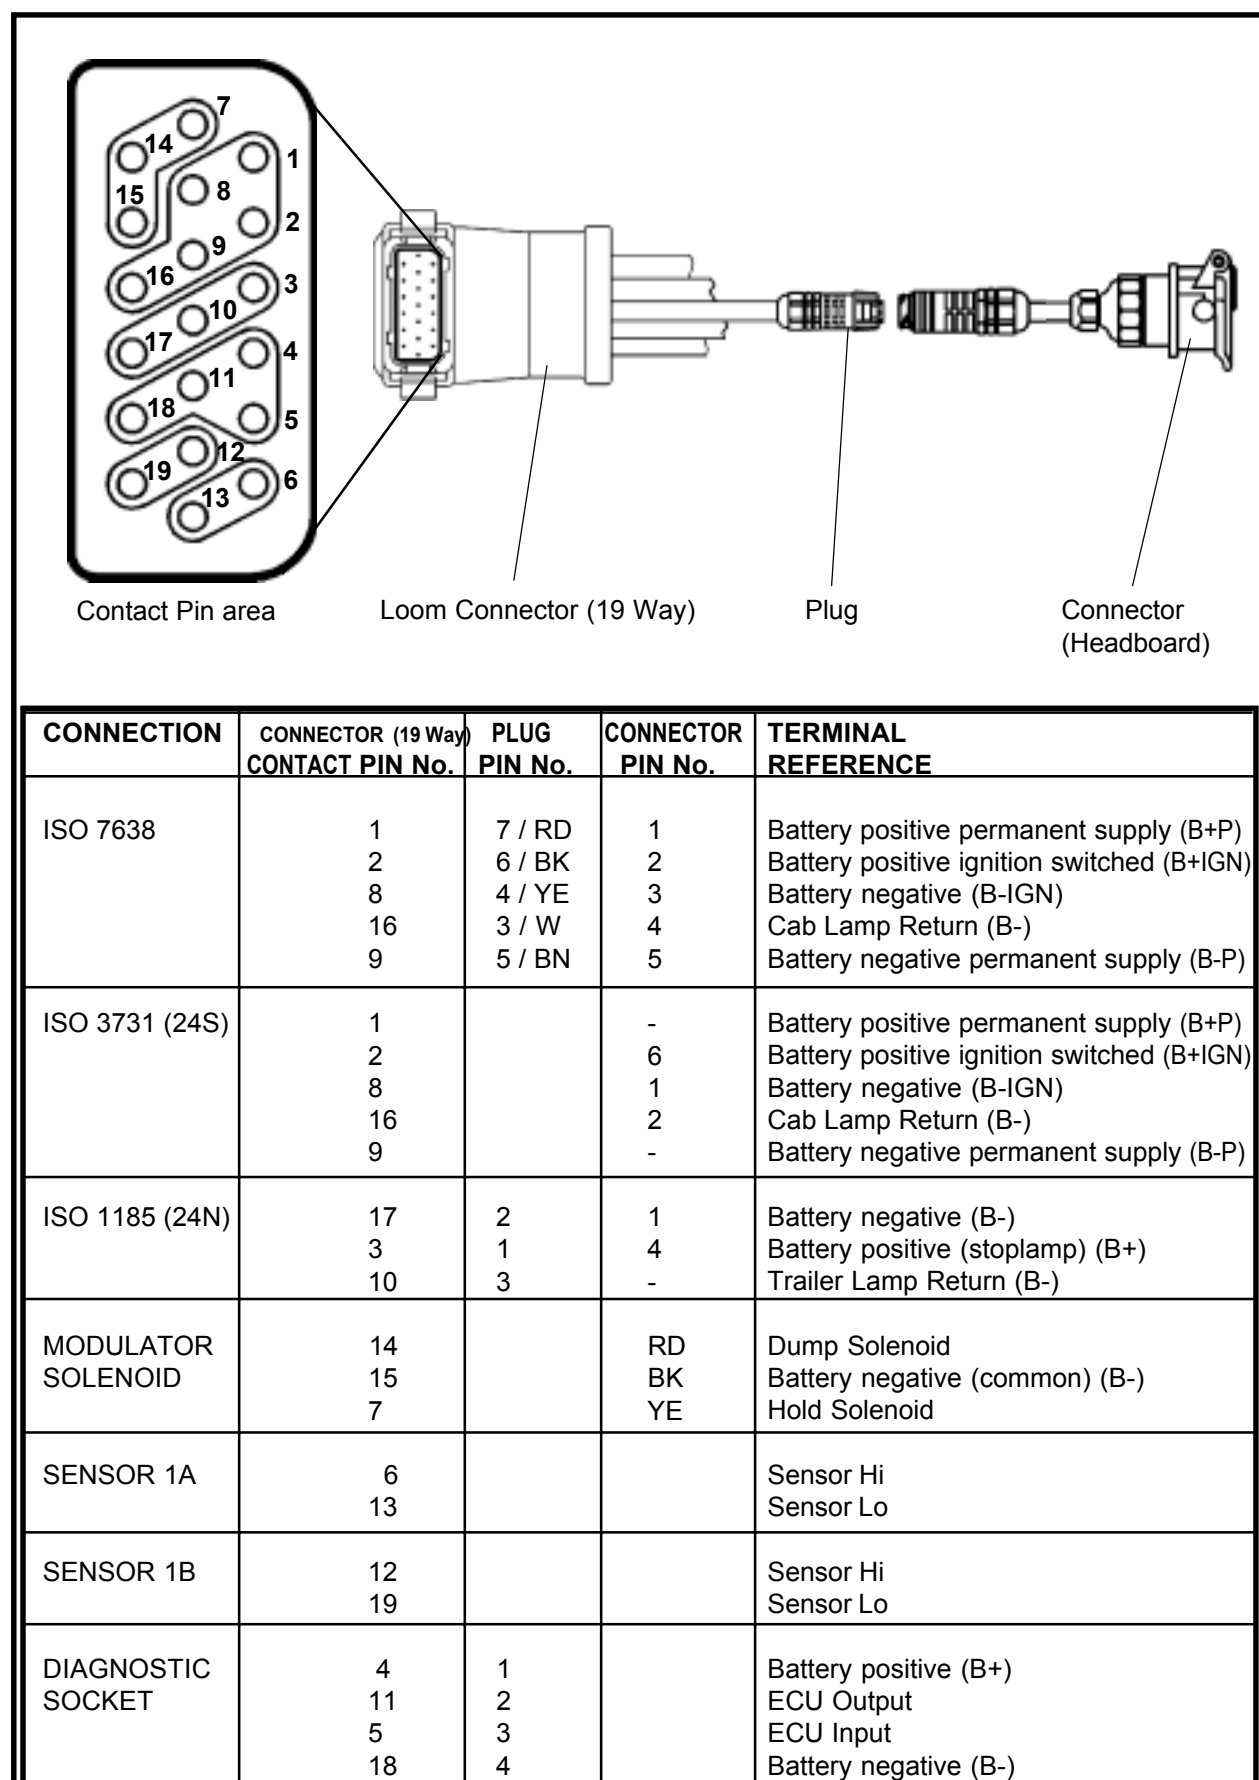 7
14
1
15
8
2
9
16
3
10
17
4
11
18
5
12
19
6
13
Contact Pin area Loom Connector (19 Way) Plug Connector
(Headboard)
CONNECTION CONNECTOR (19 Way) PLUG CONNECTOR TERMINAL
CONTACT PIN No. PIN No. PIN No. REFERENCE
ISO 7638 1 7 / RD 1 Battery positive permanent supply (B+P)
2 6 / BK 2 Battery positive ignition switched (B+IGN)
8 4 / YE 3 Battery negative (B-IGN)
16 3 / W 4 Cab Lamp Return (B-)
9 5 / BN 5 Battery negative permanent supply (B-P)
ISO 3731 (24S) 1 - Battery positive permanent supply (B+P)
2 6 Battery positive ignition switched (B+IGN)
8 1 Battery negative (B-IGN)
16 2 Cab Lamp Return (B-)
9 - Battery negative permanent supply (B-P)
ISO 1185 (24N) 17 2 1 Battery negative (B-)
3 1 4 Battery positive (stoplamp) (B+)
10 3 - Trailer Lamp Return (B-)
MODULATOR 14 RD Dump Solenoid
SOLENOID 15 BK Battery negative (common) (B-)
7 YE Hold Solenoid
SENSOR 1A 6 Sensor Hi
13 Sensor Lo
SENSOR 1B 12 Sensor Hi
19 Sensor Lo
DIAGNOSTIC 4 1 Battery positive (B+)
SOCKET 11 2 ECU Output
5 3 ECU Input
18 4 Battery negative (B-)